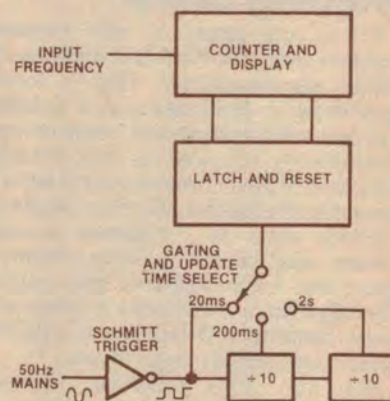 INPUT
FREQUENCY
COUNTER AND
DISPLAY
LATCH AND RESET
GATING
AND UPDATE
TIME SELECT
20ms
2s
200ms
SCHMITT
TRIGGER
50Hz
MAINS
÷ 10
÷ 10